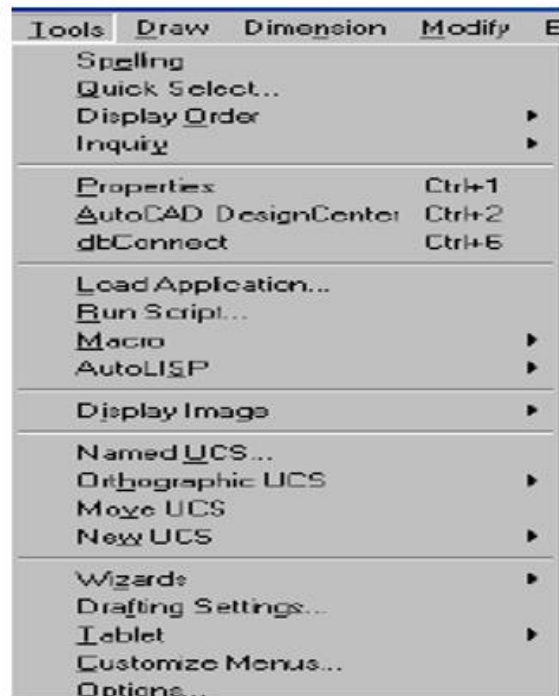 Tools Draw Dimension Modify E
Spelling
Quick Select...
Display Order
Inquiry
Properties Ctrl+1
AutoCAD DesignCenter Ctrl+2
dbConnect Ctrl+6
Load Application...
Run Script...
Macro
AutoLISP
Display Image
Named UCS...
Orthographic UCS
Move UCS
New UCS
Wizards
Drafting Settings...
Tablet
Customize Menus...
Options...